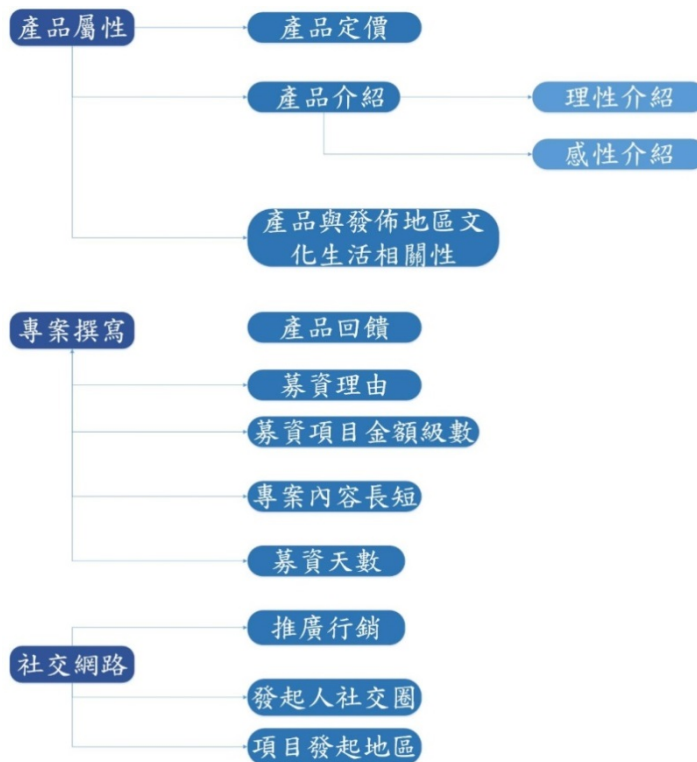 產品屬性
產品定價
產品介紹
理性介紹
感性介紹
產品與發佈地區文
化生活相關性
專案撰寫
產品回饋
募資理由
募資項目金額級數
專案內容長短
募資天數
社交網路
推廣行銷
發起人社交圈
項目發起地區